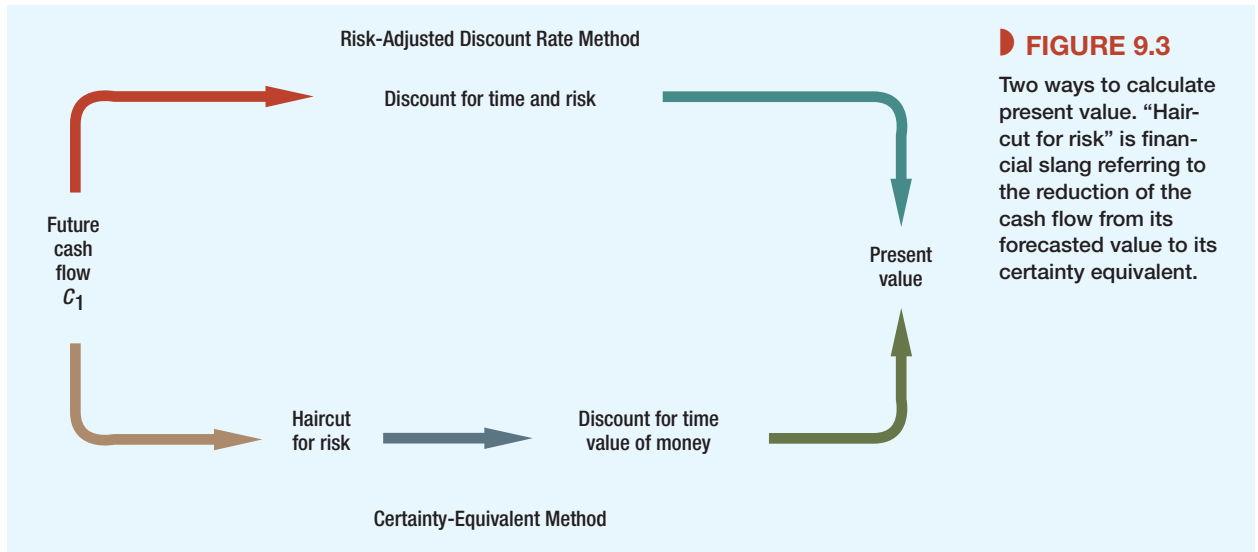 Risk-Adjusted Discount Rate Method
Discount for time and risk
Future
cash
flow
C1
Present
value
Haircut
for risk
Discount for time
value of money
Certainty-Equivalent Method
FIGURE 9.3
Two ways to calculate
present value. “Hair-
cut for risk” is finan-
cial slang referring to
the reduction of the
cash flow from its
forecasted value to its
certainty equivalent.